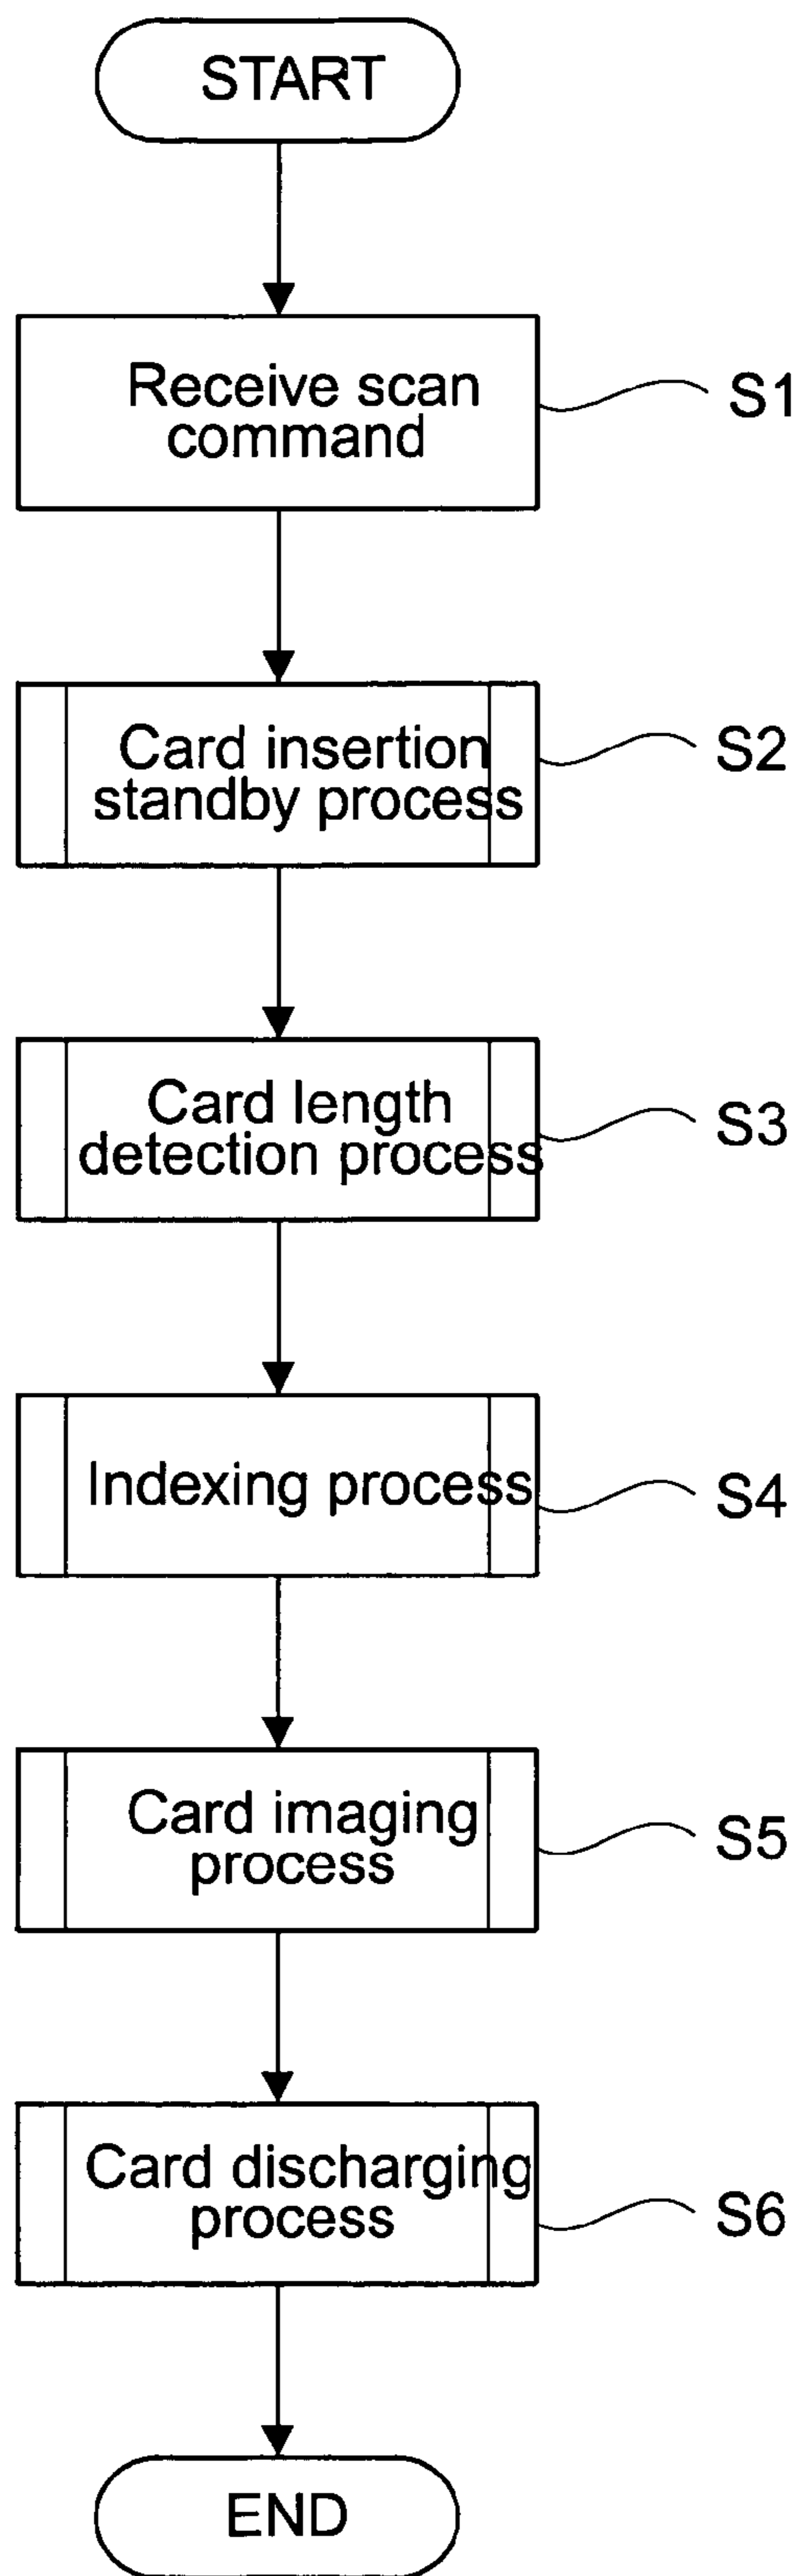 START
Receive scan
command
S1
Card insertion
standby process
S2
Card length
detection process
S3
Indexing process
S4
Card imaging
process
S5
Card discharging
process
S6
END